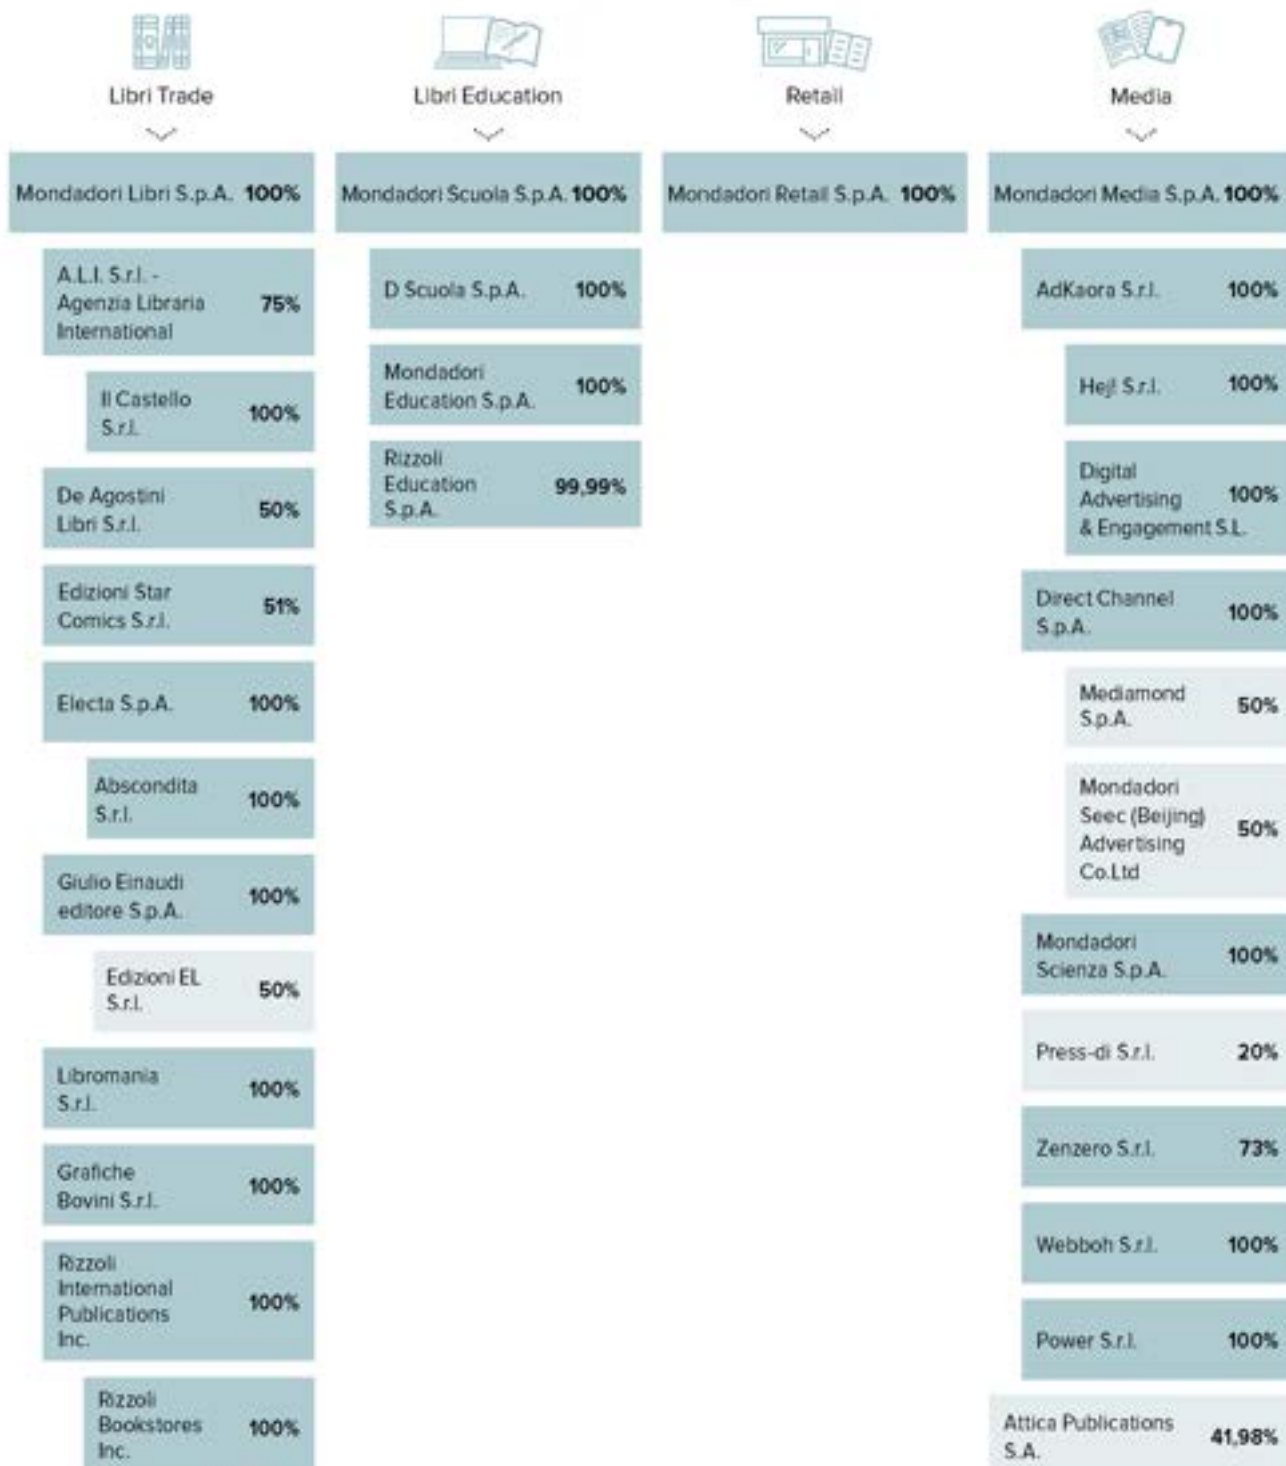 Libri Trade
Mondadori Libri S.p.A. 100%
A.L.I. S.r.l. -
Agenzia Libraria
International
75%
Il Castello
S.r.l.
100%
De Agostini
Libri S.r.l.
50%
Edizioni Star
Comics S.r.l.
51%
Electa S.p.A. 100%
Abscondita
S.r.l.
100%
Giulio Einaudi
editore S.p.A.
100%
Edizioni EL
S.r.l.
50%
Libromania
S.r.l.
100%
Grafiche
Bovini S.r.l.
100%
Rizzoli
International
Publications
Inc.
100%
Rizzoli
Bookstores
Inc.
100%
Libri Education
Mondadori Scuola S.p.A. 100%
D Scuola S.p.A. 100%
Mondadori
Education S.p.A.
100%
Rizzoli
Education
S.p.A.
99,99%
Retail
Mondadori Retail S.p.A. 100%
Media
Mondadori Media S.p.A. 100%
AdKaora S.r.l. 100%
Hej! S.r.l. 100%
Digital
Advertising
& Engagement S.L.
100%
Direct Channel
S.p.A.
100%
Mediamond
S.p.A.
50%
Mondadori
Seec (Beijing)
Advertising
Co.Ltd
50%
Mondadori
Scienza S.p.A.
100%
Press-di S.r.l. 20%
Zenzero S.r.l. 73%
Webboh S.r.l. 100%
Power S.r.l. 100%
Attica Publications
S.A.
41,98%